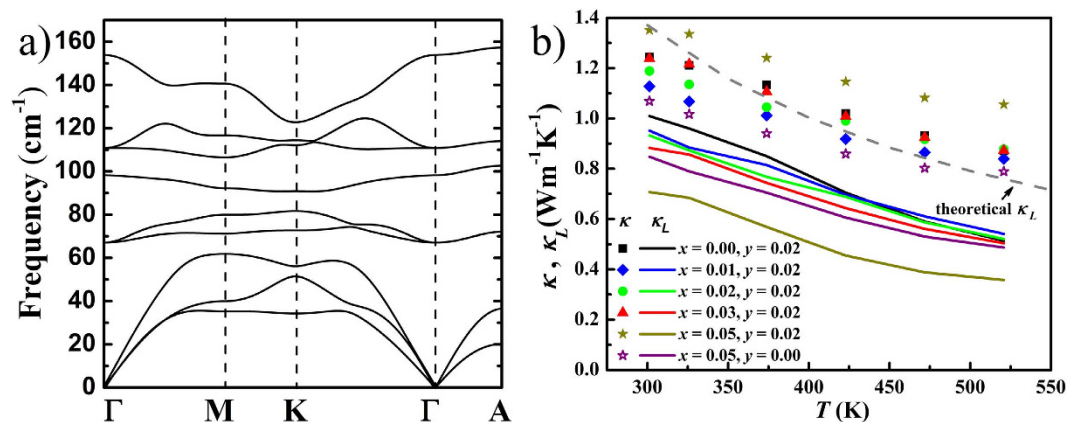 a)
Frequency (cm⁻¹)
160
140
120
100
80
60
40
20
0
Γ M K Γ A
b)
κ , κ_L (Wm⁻¹K⁻¹)
1.4
1.2
1.0
0.8
0.6
0.4
0.2
0.0
theoretical κ_L
κ κ_L
x = 0.00, y = 0.02
x = 0.01, y = 0.02
x = 0.02, y = 0.02
x = 0.03, y = 0.02
x = 0.05, y = 0.02
x = 0.05, y = 0.00
300 350 400 450 500 550
T (K)